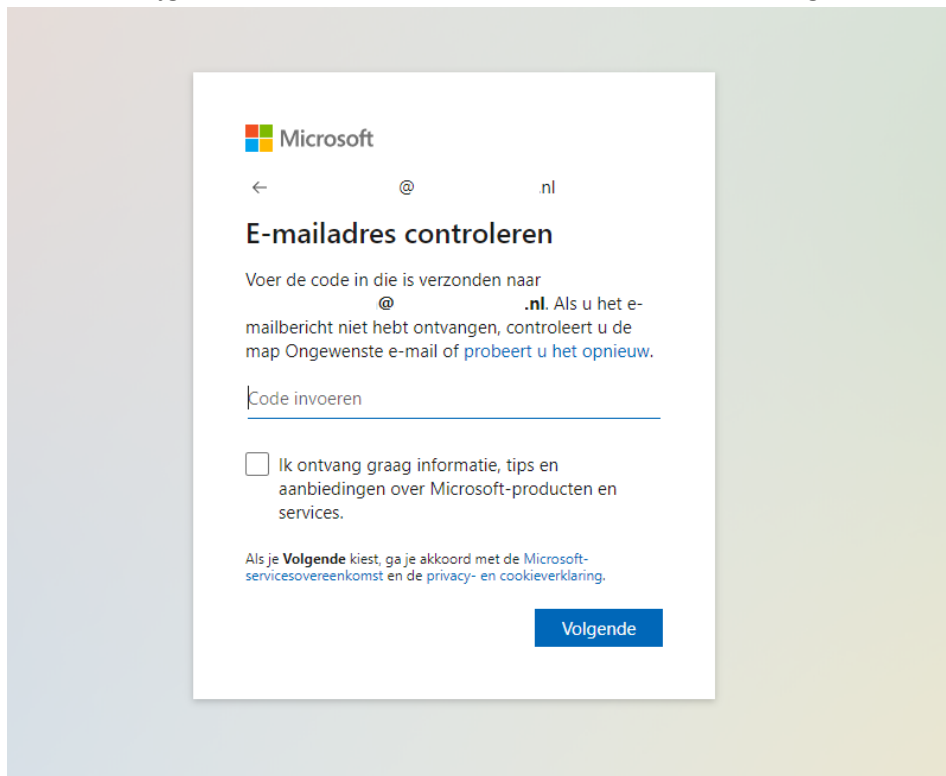 Microsoft
← @ .nl
E-mailadres controleren
Voer de code in die is verzonden naar
@ .nl. Als u het e-
mailbericht niet hebt ontvangen, controleert u de
map Ongewenste e-mail of probeert u het opnieuw.
Code invoeren
Ik ontvang graag informatie, tips en
aanbiedingen over Microsoft-producten en
services.
Als je Volgende kiest, ga je akkoord met de Microsoft-
servicesovereenkomst en de privacy- en cookieverklaring.
Volgende